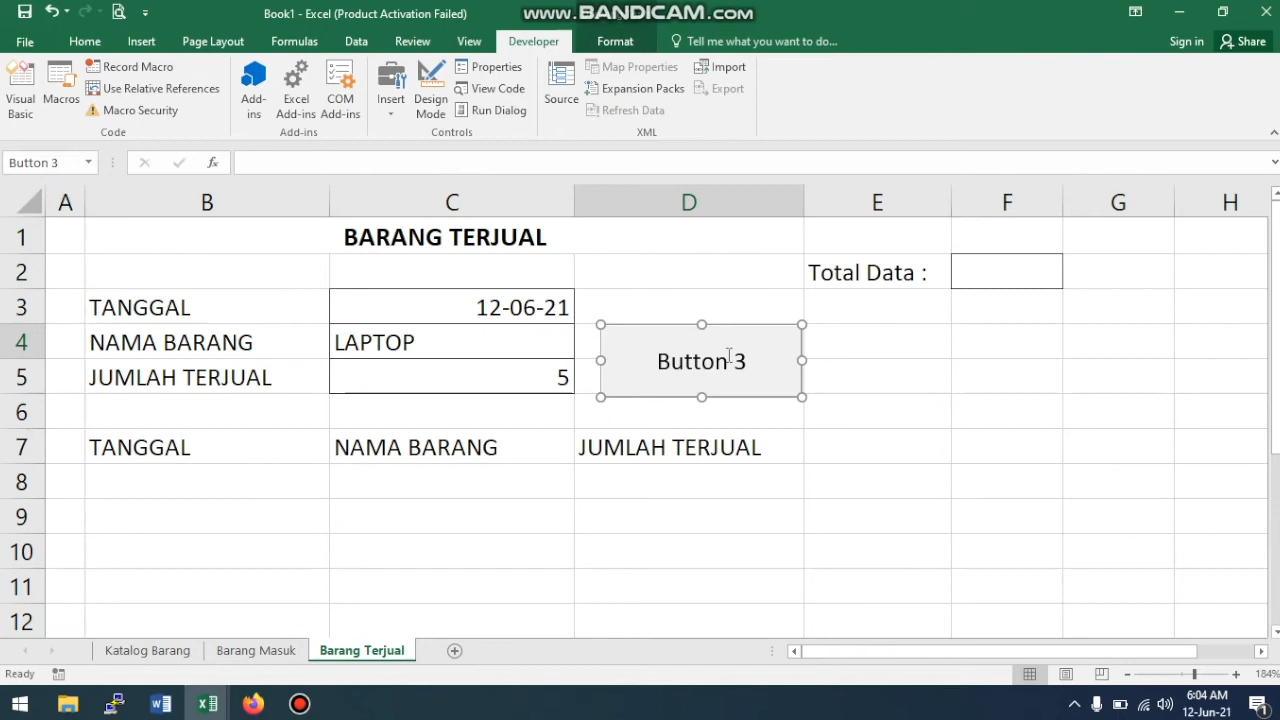 Book1 - Excel (Product Activation Failed)
www.BANDICAM.com
File Home Insert Page Layout Formulas Data Review View Developer Format Tell me what you want to do... Sign in Share
Visual Basic
Macros
Record Macro
Use Relative References
Macro Security
Code
Add-ins
Excel Add-ins
COM Add-ins
Add-ins
Insert
Design Mode
Properties
View Code
Run Dialog
Controls
Source
Map Properties
Expansion Packs
Refresh Data
Import
Export
XML
Button 3
fx
A B C D E F G H
1 BARANG TERJUAL
2 Total Data :
3 TANGGAL 12-06-21
4 NAMA BARANG LAPTOP
Button 3
5 JUMLAH TERJUAL 5
6
7 TANGGAL NAMA BARANG JUMLAH TERJUAL
8
9
10
11
12
Katalog Barang Barang Masuk Barang Terjual
Ready
184%
6:04 AM
12-Jun-21
1